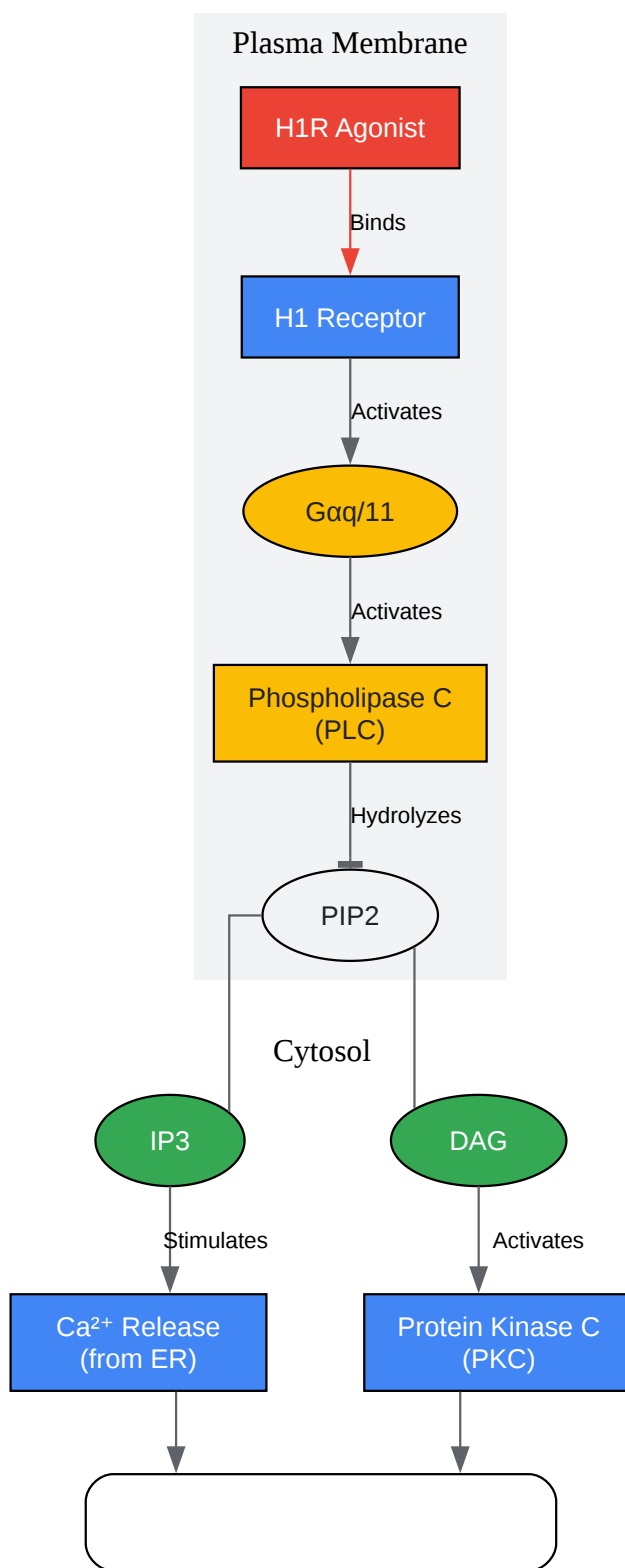 Plasma Membrane
H1R Agonist
Binds
H1 Receptor
Activates
Gαq/11
Activates
Phospholipase C
(PLC)
Hydrolyzes
PIP2
Cytosol
IP3
DAG
Stimulates
Activates
Ca²⁺ Release
(from ER)
Protein Kinase C
(PKC)